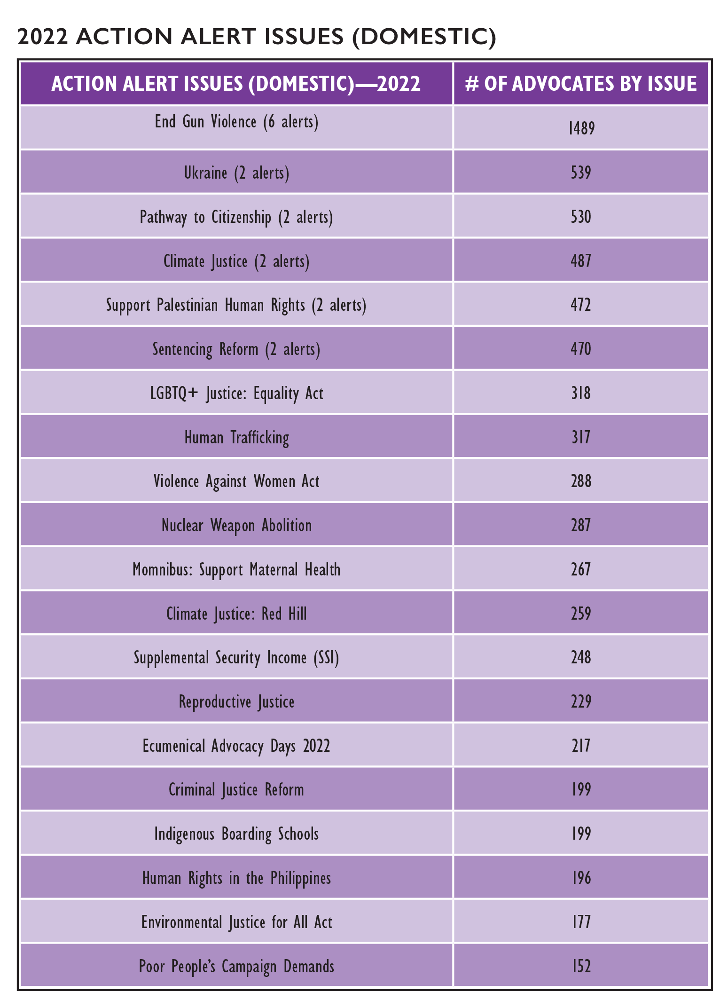 2022 ACTION ALERT ISSUES (DOMESTIC)
ACTION ALERT ISSUES (DOMESTIC)—2022 # OF ADVOCATES BY ISSUE
End Gun Violence (6 alerts) 1489
Ukraine (2 alerts) 539
Pathway to Citizenship (2 alerts) 530
Climate Justice (2 alerts) 487
Support Palestinian Human Rights (2 alerts) 472
Sentencing Reform (2 alerts) 470
LGBTQ+ Justice: Equality Act 318
Human Trafficking 317
Violence Against Women Act 288
Nuclear Weapon Abolition 287
Momnibus: Support Maternal Health 267
Climate Justice: Red Hill 259
Supplemental Security Income (SSI) 248
Reproductive Justice 229
Ecumenical Advocacy Days 2022 217
Criminal Justice Reform 199
Indigenous Boarding Schools 199
Human Rights in the Philippines 196
Environmental Justice for All Act 177
Poor People’s Campaign Demands 152